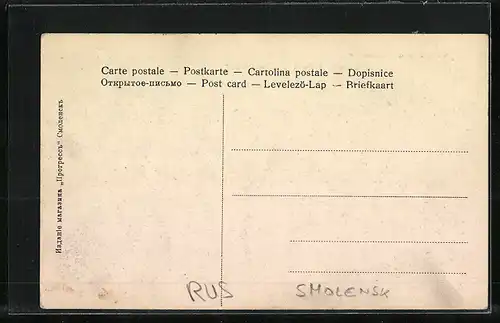 Carte postale — Postkarte — Cartolina postale — Dopisnice
Открытое-письмо — Post card — Levelező-Lap — Briefkaart
Изданіе магазина „Прогрессъ" Смоленскъ
RUS SMOLENSK